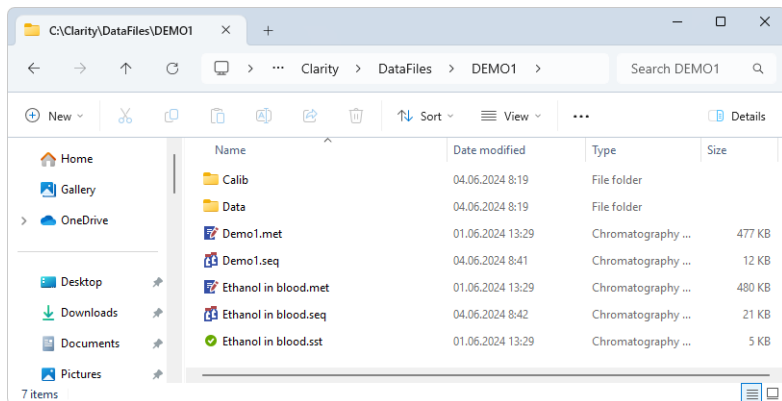 C:\Clarity\DataFiles\DEMO1
Clarity > DataFiles > DEMO1 > Search DEMO1
New Sort View Details
Name Date modified Type Size
Home
Gallery
OneDrive
Desktop
Downloads
Documents
Pictures
Calib 04.06.2024 8:19 File folder
Data 04.06.2024 8:19 File folder
Demo1.met 01.06.2024 13:29 Chromatography ... 477 KB
Demo1.seq 04.06.2024 8:41 Chromatography ... 12 KB
Ethanol in blood.met 01.06.2024 13:29 Chromatography ... 480 KB
Ethanol in blood.seq 04.06.2024 8:42 Chromatography ... 21 KB
Ethanol in blood.sst 01.06.2024 13:29 Chromatography ... 5 KB
7 items